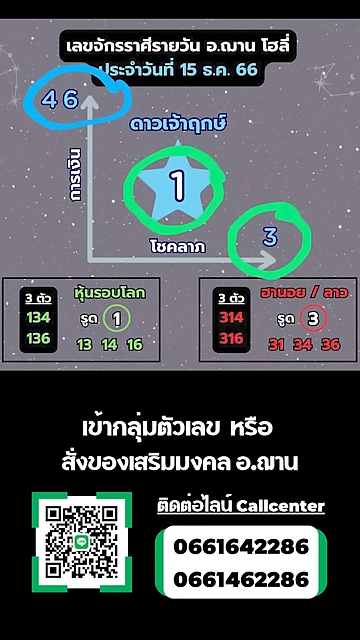 เลขจักรราศีรายวัน อ.ฌาน โฮลี่
ประจำวันที่ 15 ธ.ค. 66
4 6
ดาวเจ้าฤกษ์
การเงิน
1
3
โชคลาภ
3 ตัว
134
136
หุ้นรอบโลก
รูด 1
13 14 16
3 ตัว
314
316
ฮานอย / ลาว
รูด 3
31 34 36
เข้ากลุ่มตัวเลข หรือ
สั่งของเสริมมงคล อ.ฌาน
ติดต่อไลน์ Callcenter
0661642286
0661462286